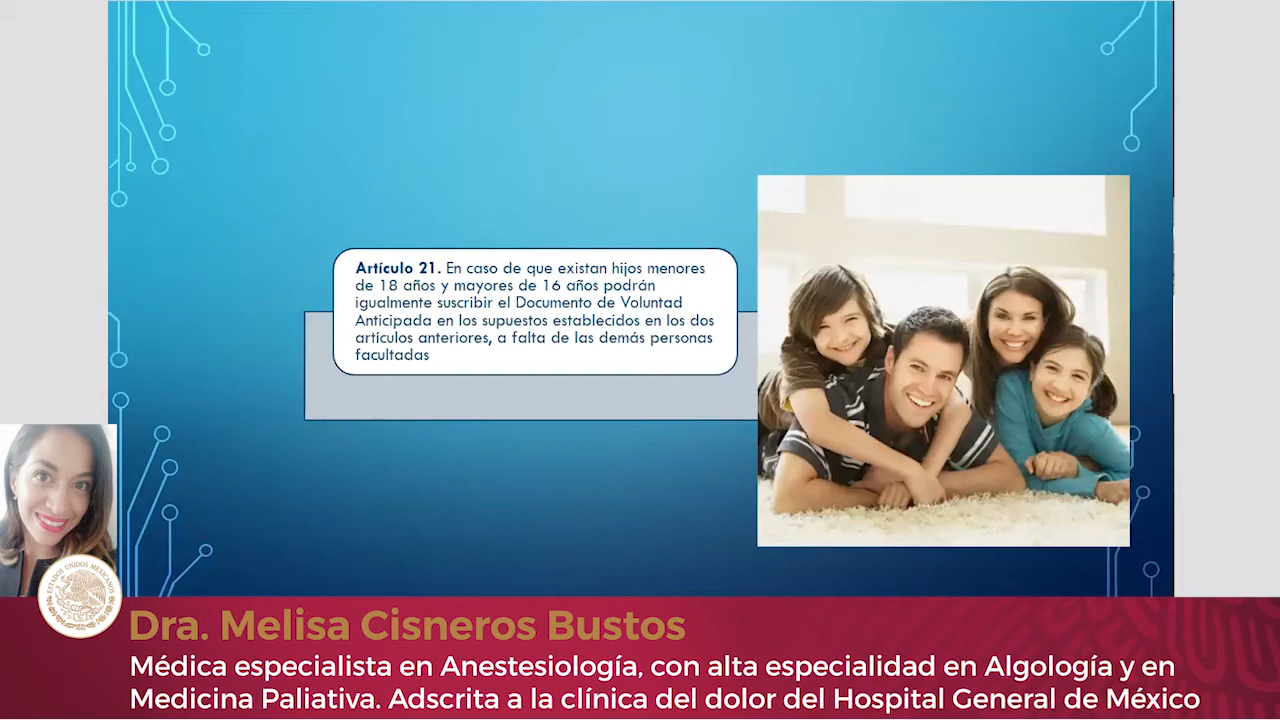 Artículo 21. En caso de que existan hijos menores
de 18 años y mayores de 16 años podrán
igualmente suscribir el Documento de Voluntad
Anticipada en los supuestos establecidos en los dos
artículos anteriores, a falta de las demás personas
facultadas
ESTADOS UNIDOS MEXICANOS
Dra. Melisa Cisneros Bustos
Médica especialista en Anestesiología, con alta especialidad en Algología y en
Medicina Paliativa. Adscrita a la clínica del dolor del Hospital General de México